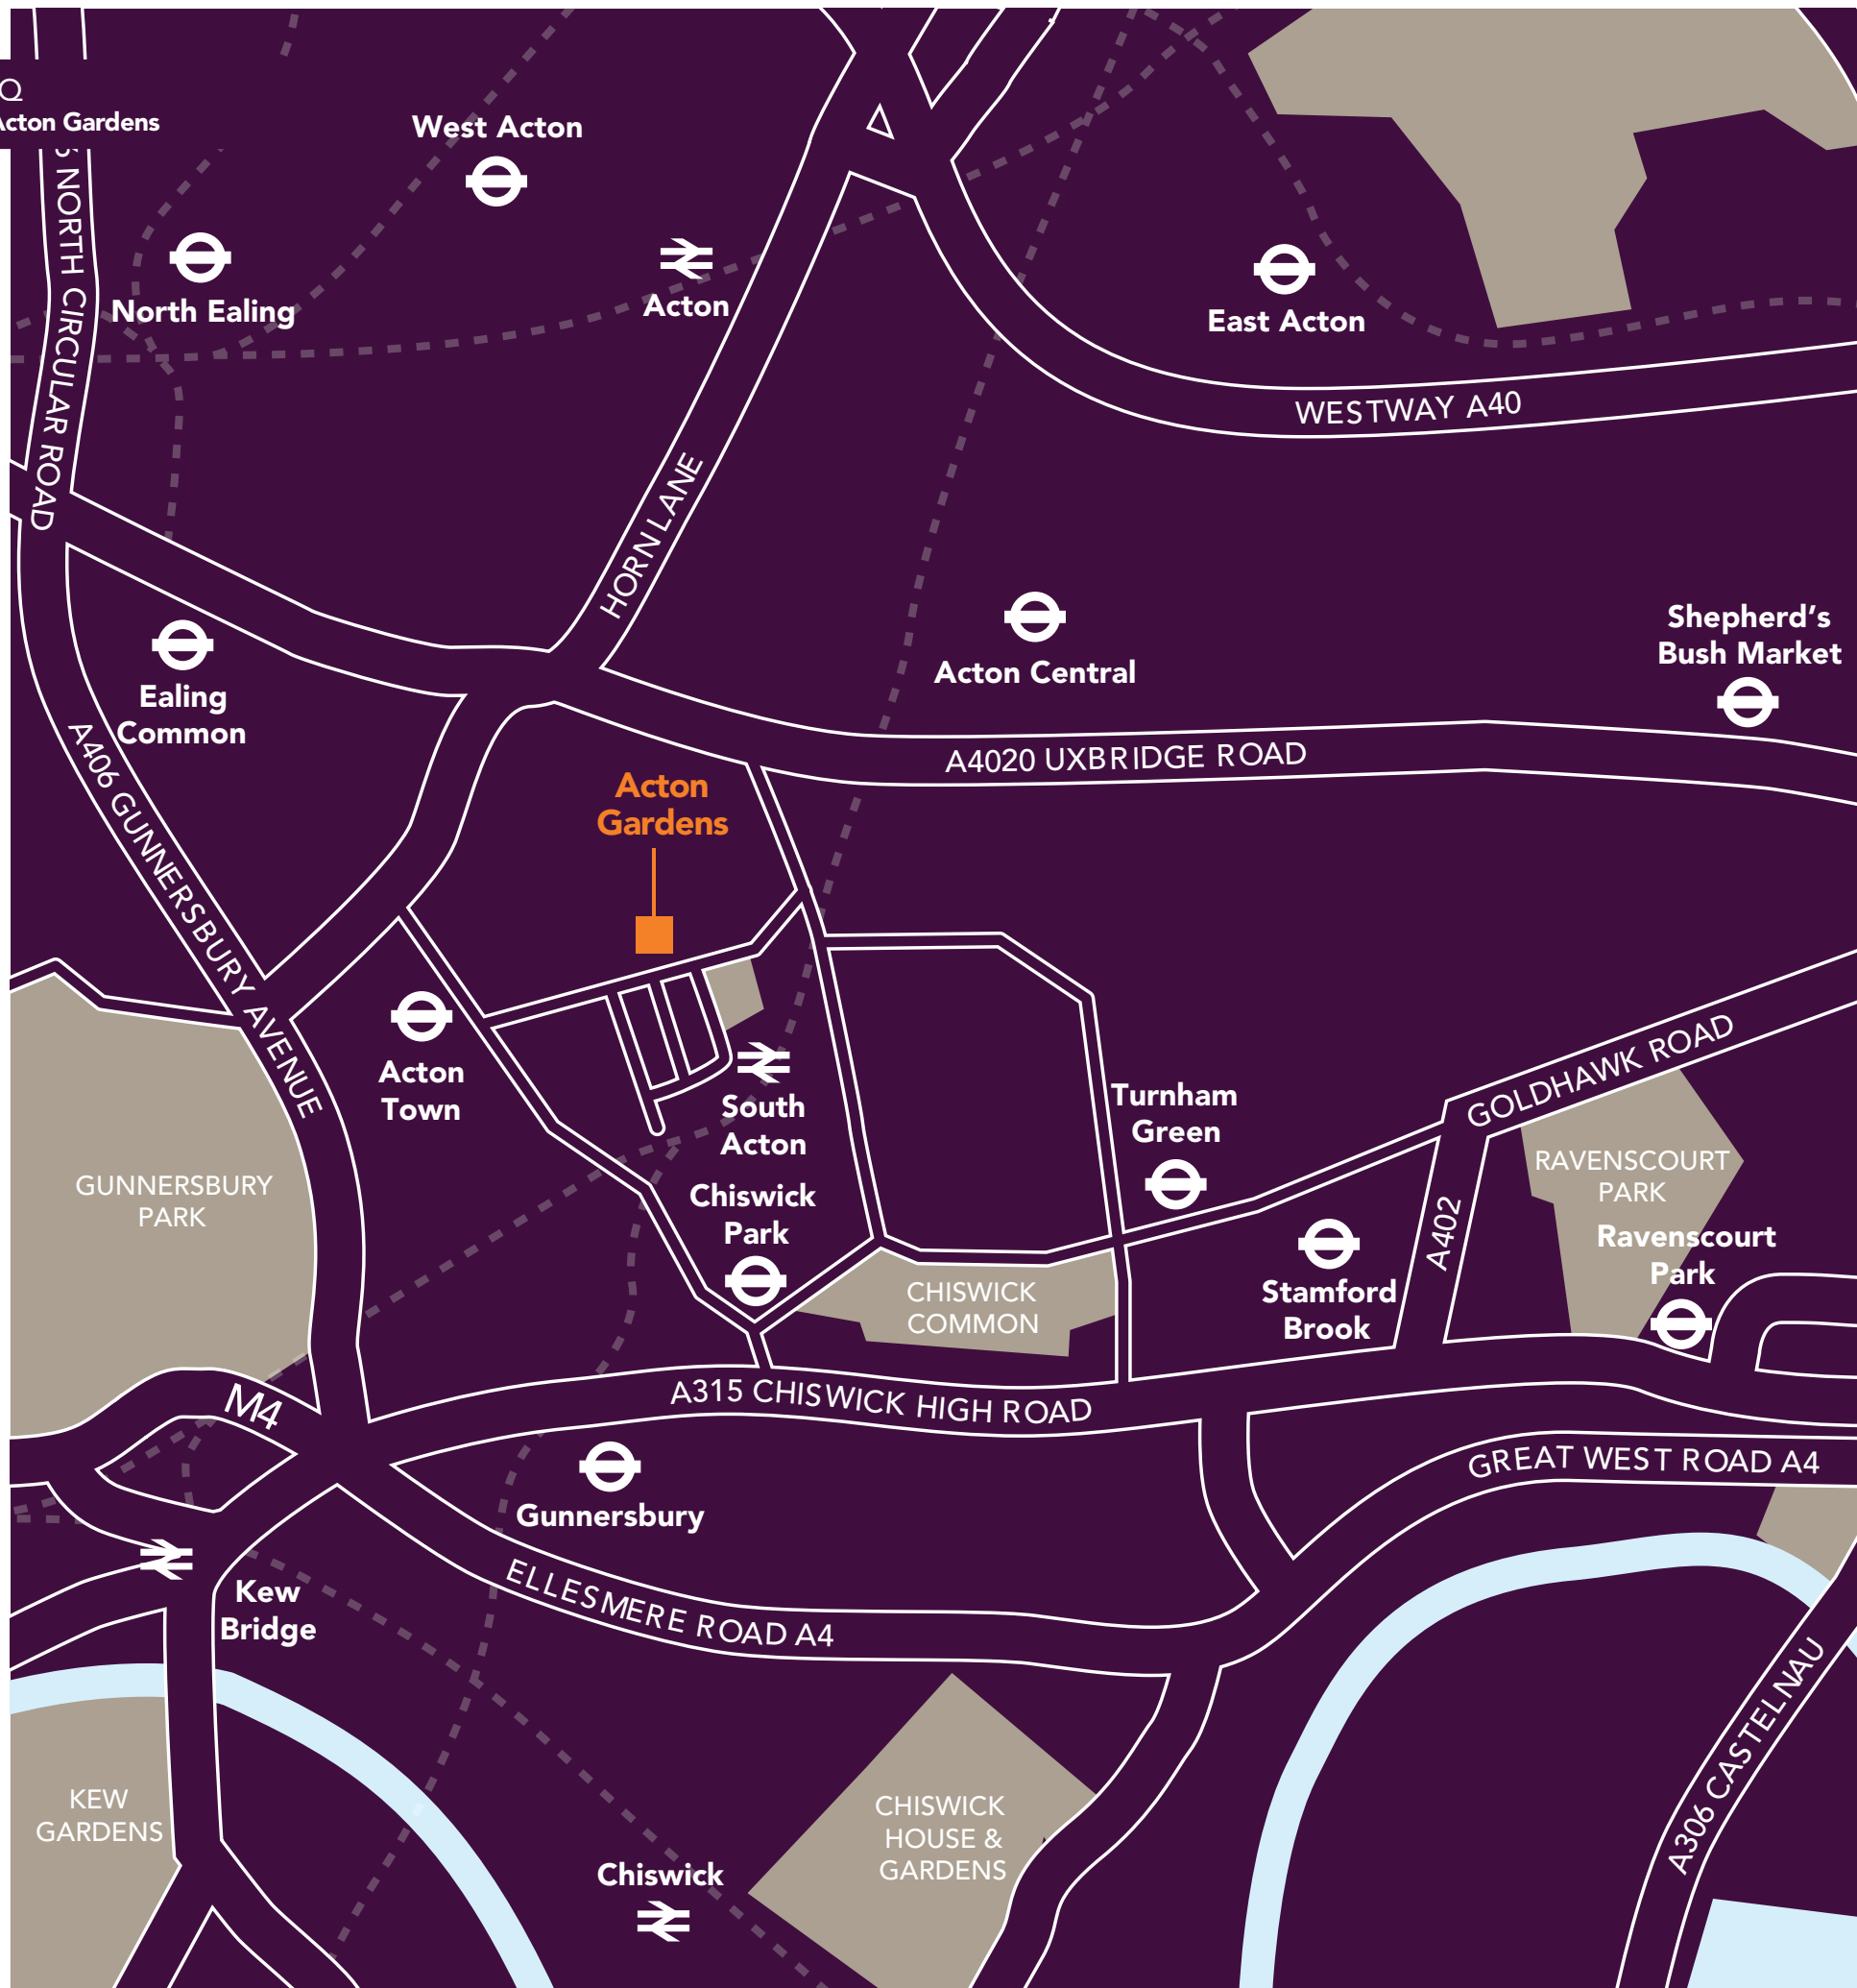 Q
Acton Gardens
West Acton
North Ealing
Acton
East Acton
NORTH CIRCULAR ROAD
WESTWAY A40
HORN LANE
Acton Central
Shepherd's
Bush Market
Ealing
Common
A406 GUNNERSBURY AVENUE
A4020 UXBRIDGE ROAD
Acton
Gardens
Acton
Town
South
Acton
Turnham
Green
GOLDHAWK ROAD
GUNNERSBURY
PARK
Chiswick
Park
RAVENSCOURT
PARK
A402
Ravenscourt
Park
Stamford
Brook
CHISWICK
COMMON
M4
A315 CHISWICK HIGH ROAD
GREAT WEST ROAD A4
Gunnersbury
Kew
Bridge
ELLESMERE ROAD A4
A306 CASTELNAU
KEW
GARDENS
CHISWICK
HOUSE &
GARDENS
Chiswick